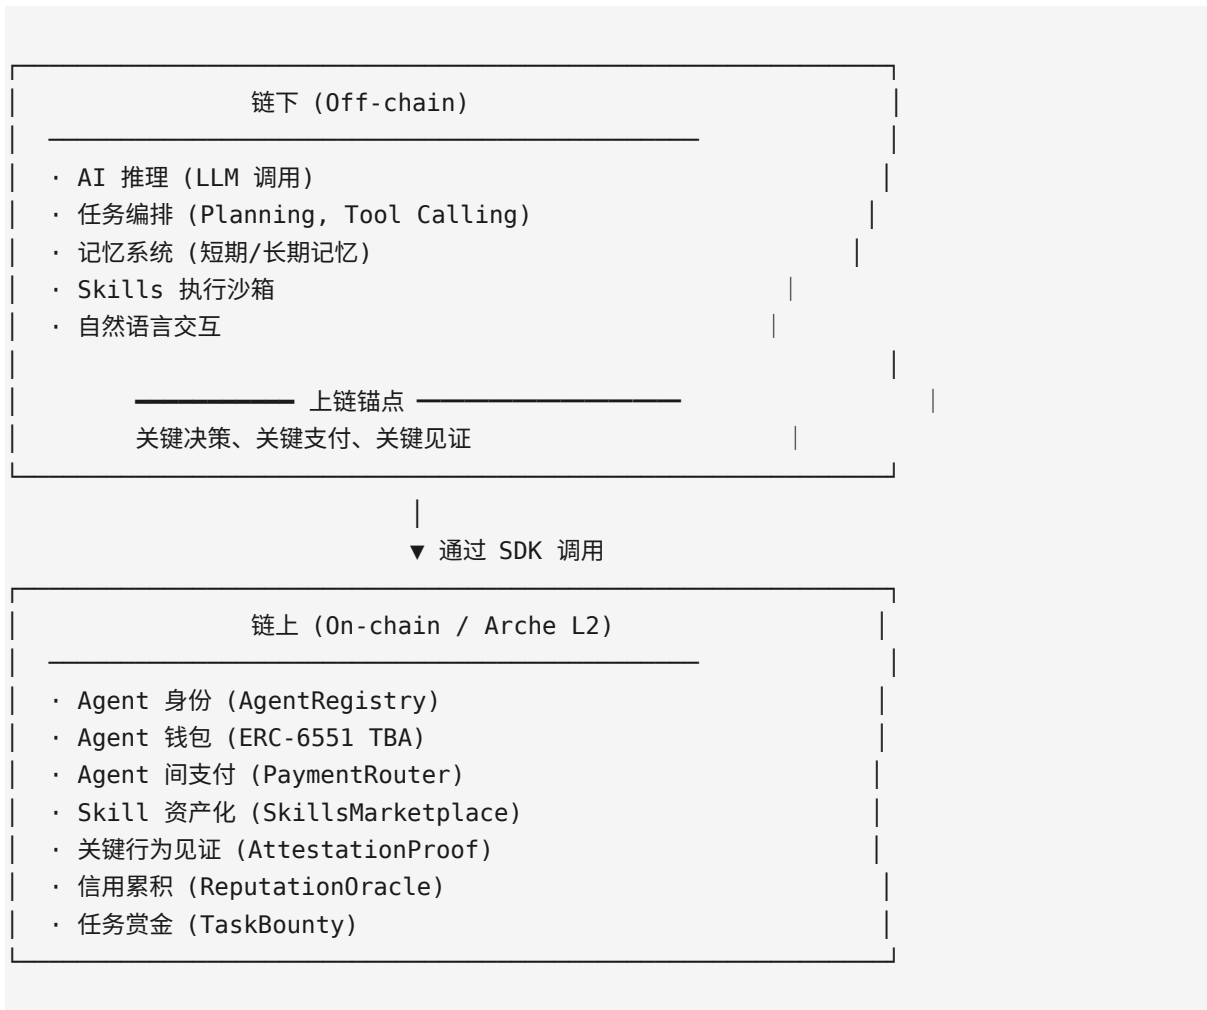 链下 (Off-chain)
· AI 推理 (LLM 调用)
· 任务编排 (Planning, Tool Calling)
· 记忆系统 (短期/长期记忆)
· Skills 执行沙箱
· 自然语言交互
上链锚点
关键决策、关键支付、关键见证
▼ 通过 SDK 调用
链上 (On-chain / Arche L2)
· Agent 身份 (AgentRegistry)
· Agent 钱包 (ERC-6551 TBA)
· Agent 间支付 (PaymentRouter)
· Skill 资产化 (SkillsMarketplace)
· 关键行为见证 (AttestationProof)
· 信用累积 (ReputationOracle)
· 任务赏金 (TaskBounty)